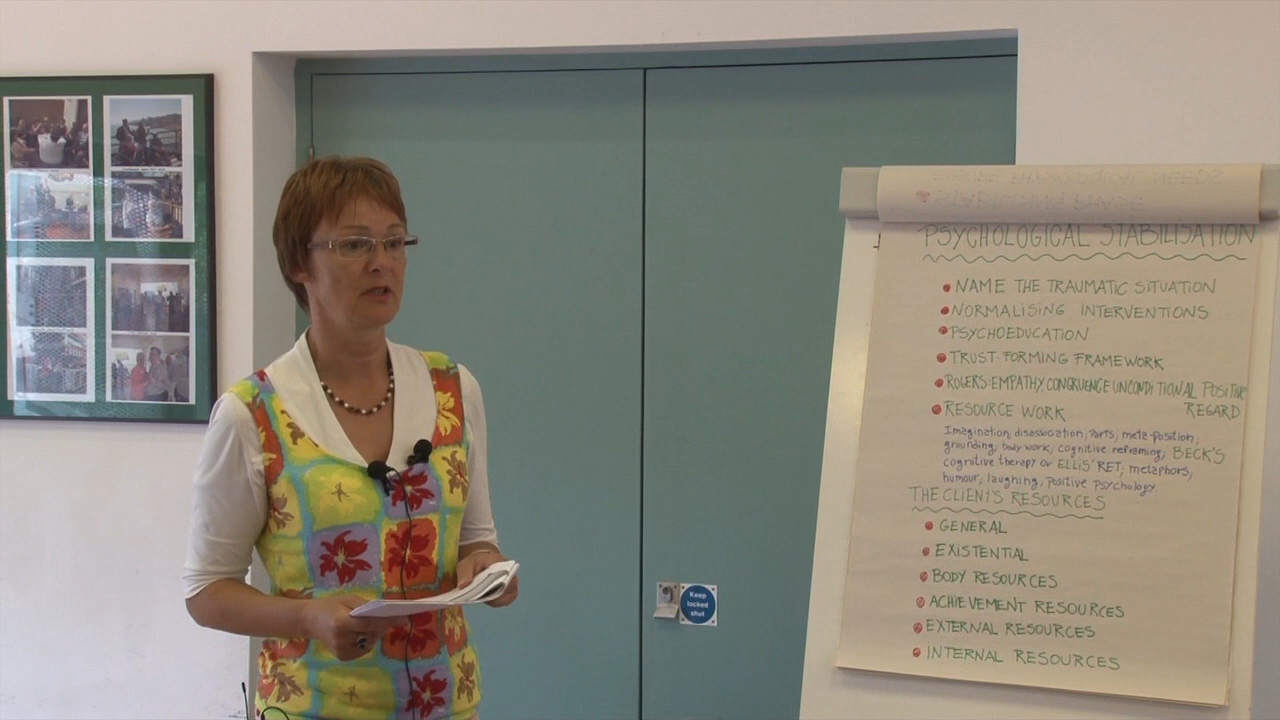 PSYCHOLOGICAL STABILISATION
• NAME THE TRAUMATIC SITUATION
• NORMALISING INTERVENTIONS
• PSYCHOEDUCATION
• TRUST-FORMING FRAMEWORK
• ROGERS: EMPATHY, CONGRUENCE UNCONDITIONAL POSITIVE
REGARD
• RESOURCE WORK
Imagination, disassociation, Parts, meta-position,
grounding, body work, cognitive reframing, BECK'S
cognitive therapy or ELLIS' RET, metaphors,
humour, laughing, positive psychology.
THE CLIENT'S RESOURCES
• GENERAL
• EXISTENTIAL
• BODY RESOURCES
• ACHIEVEMENT RESOURCES
• EXTERNAL RESOURCES
• INTERNAL RESOURCES
Keep
locked
shut